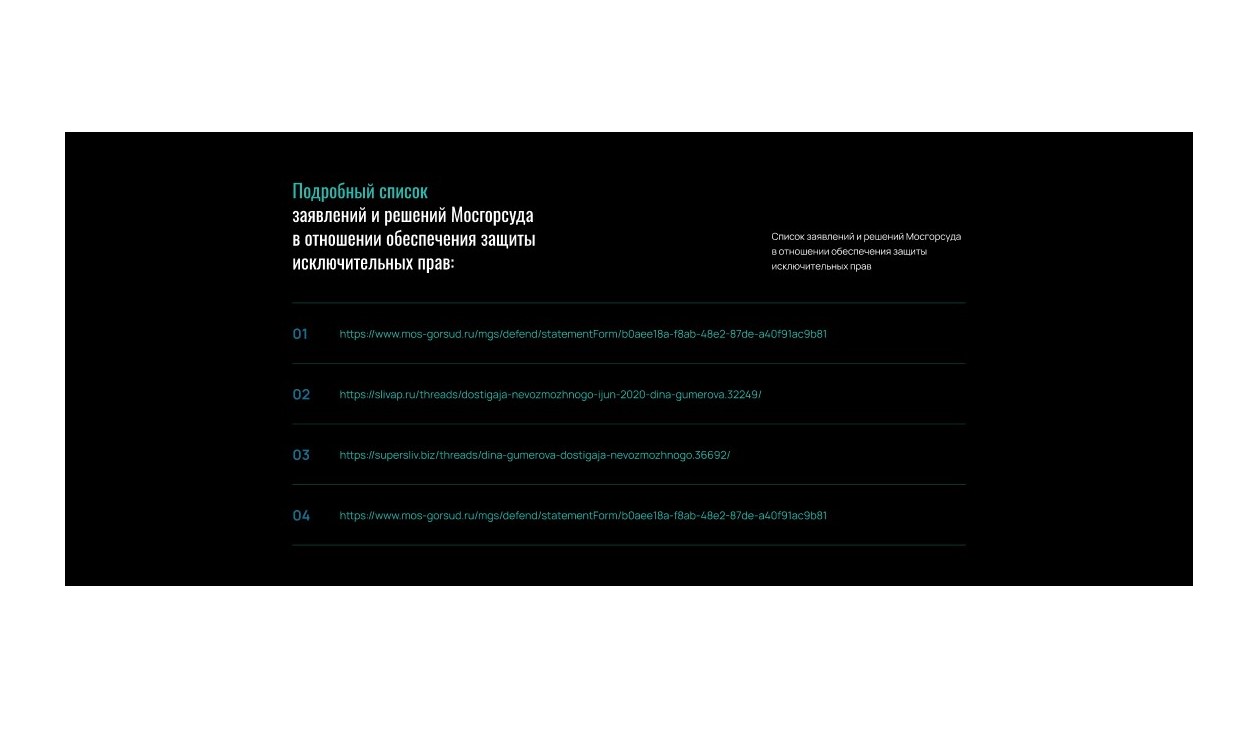 Подробный список
заявлений и решений Мосгорсуда
в отношении обеспечения защиты
исключительных прав:
Список заявлений и решений Мосгорсуда
в отношении обеспечения защиты
исключительных прав
01 https://www.mos-gorsud.ru/mgs/defend/statementForm/b0aee18a-f8ab-48e2-87de-a40f91ac9b81
02 https://slivap.ru/threads/dostigaja-nevozmozhnogo-ijun-2020-dina-gumerova.32249/
03 https://supersliv.biz/threads/dina-gumerova-dostigaja-nevozmozhnogo.36692/
04 https://www.mos-gorsud.ru/mgs/defend/statementForm/b0aee18a-f8ab-48e2-87de-a40f91ac9b81